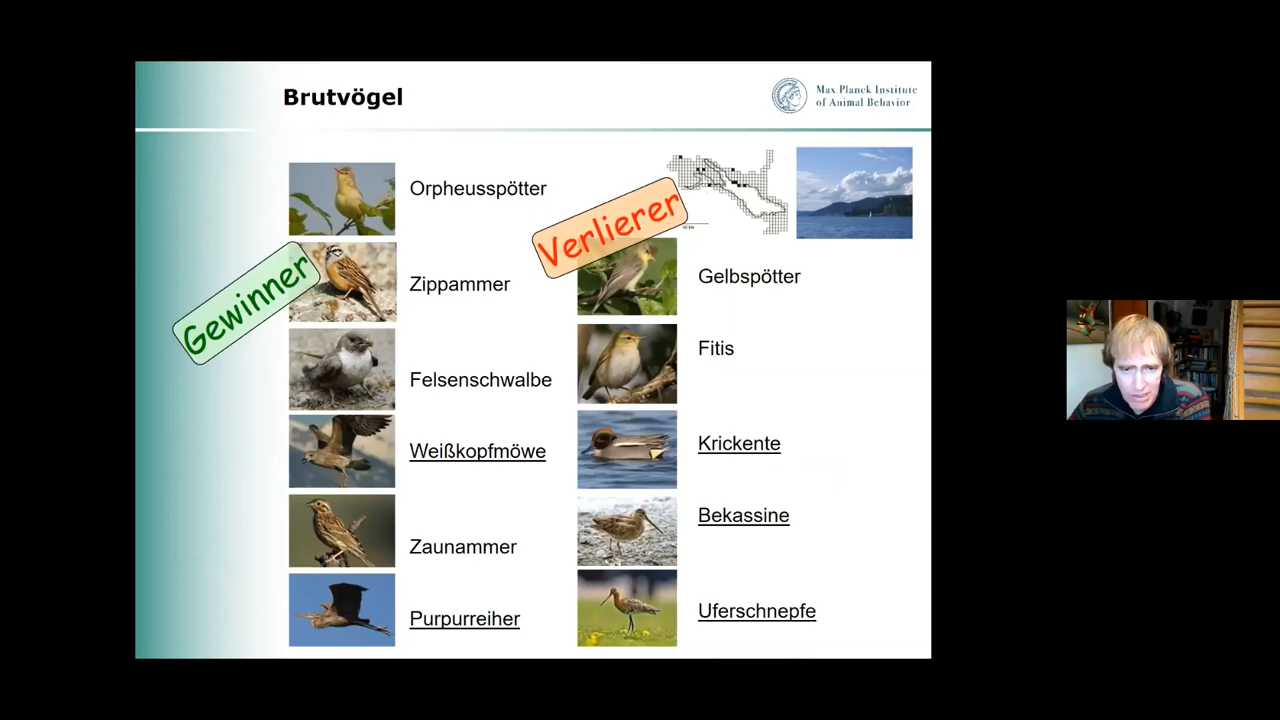 Brutvögel
Max Planck Institute
of Animal Behavior
Orpheusspötter
Gewinner
Zippammer
Felsenschwalbe
Weißkopfmöwe
Zaunammer
Purpurreiher
Verlierer
Gelbspötter
Fitis
Krickente
Bekassine
Uferschnepfe